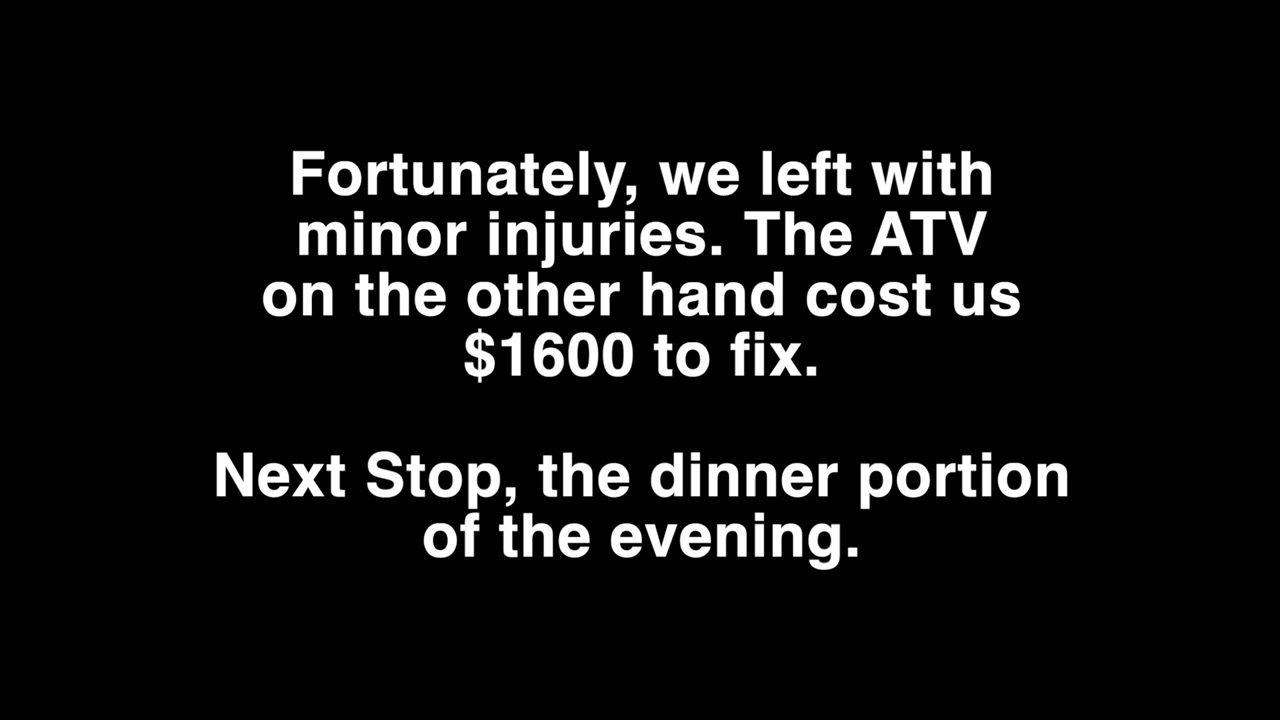 Fortunately, we left with
minor injuries. The ATV
on the other hand cost us
$1600 to fix.
Next Stop, the dinner portion
of the evening.